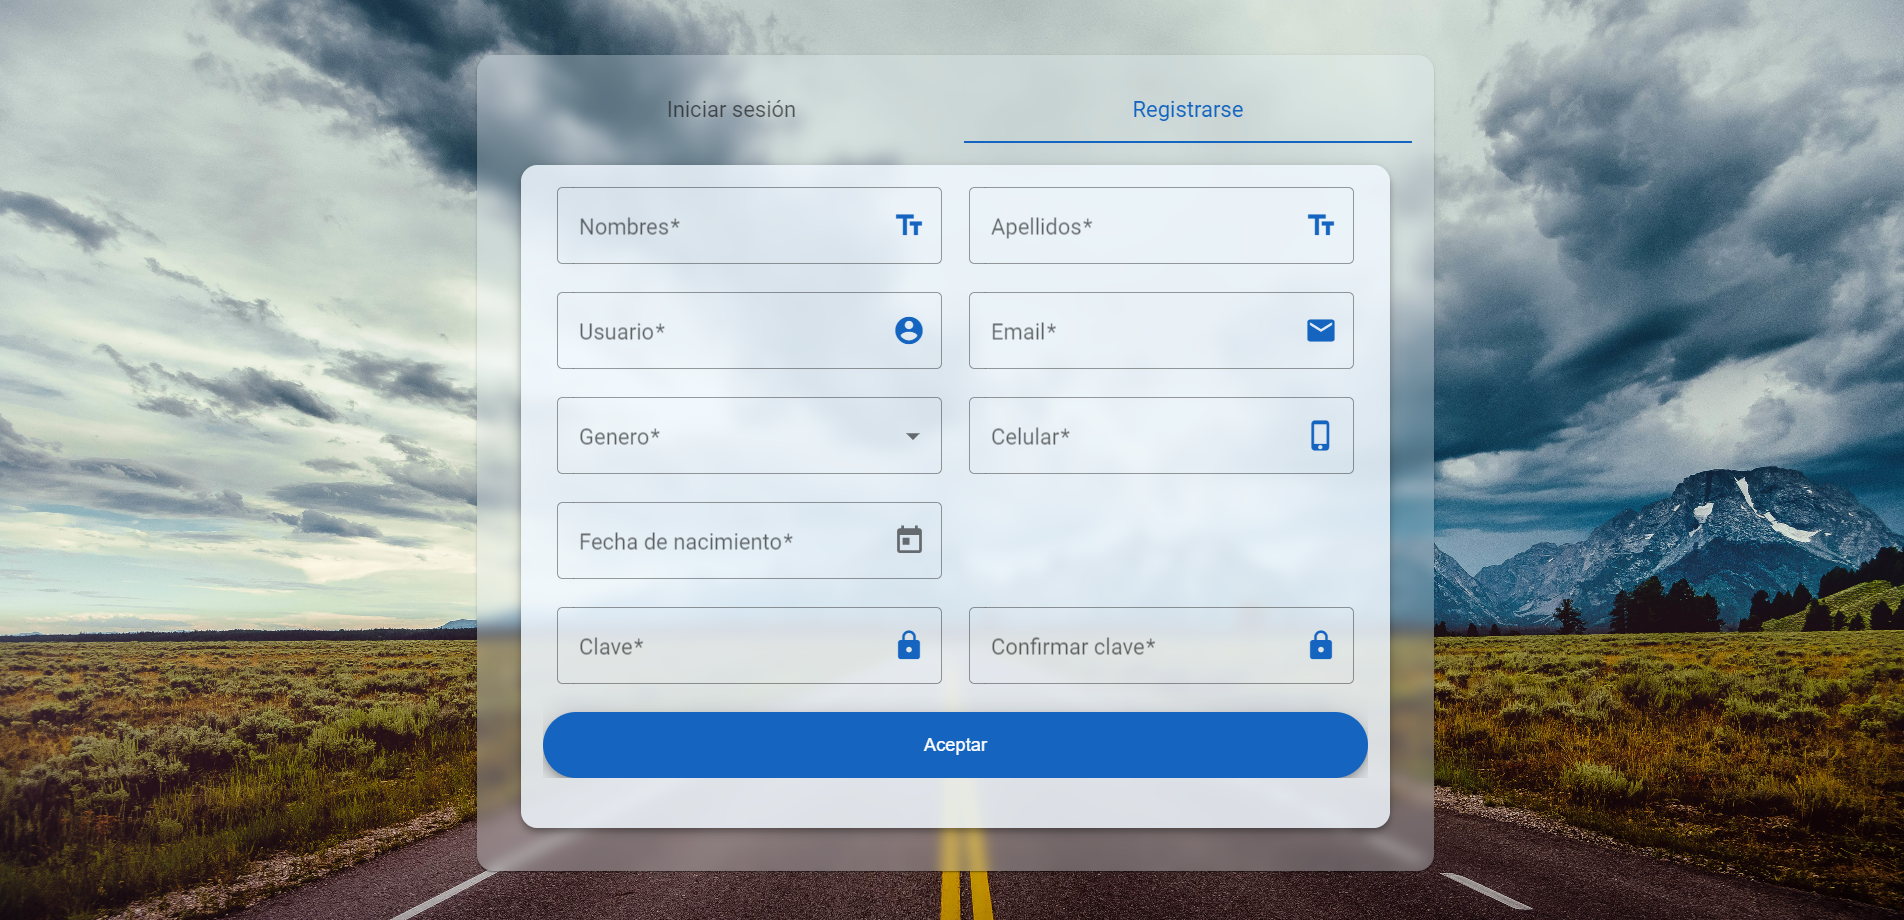 Iniciar sesión
Registrarse
Nombres*
Apellidos*
Usuario*
Email*
Genero*
Celular*
Fecha de nacimiento*
Clave*
Confirmar clave*
Aceptar